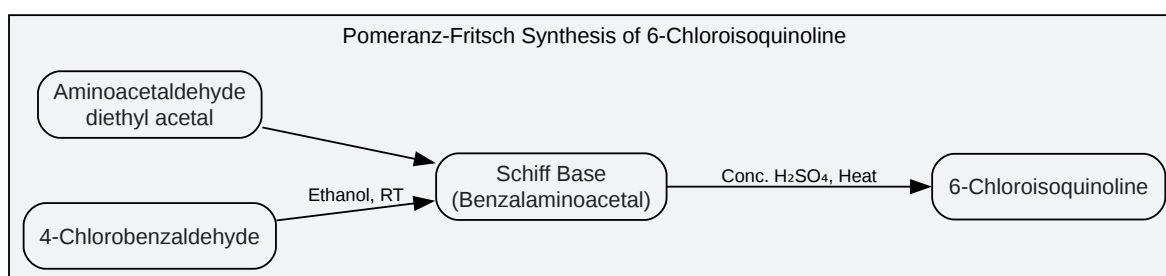 Pomeranz-Fritsch Synthesis of 6-Chloroisoquinoline
Aminoacetaldehyde
diethyl acetal
4-Chlorobenzaldehyde
Ethanol, RT
Schiff Base
(Benzalaminoacetal)
Conc. H₂SO₄, Heat
6-Chloroisoquinoline